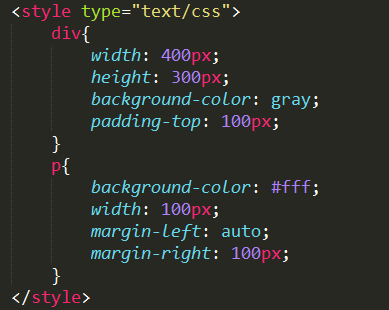 <style type="text/css">
    div{
        width: 400px;
        height: 300px;
        background-color: gray;
        padding-top: 100px;
    }
    p{
        background-color: #fff;
        width: 100px;
        margin-left: auto;
        margin-right: 100px;
    }
</style>